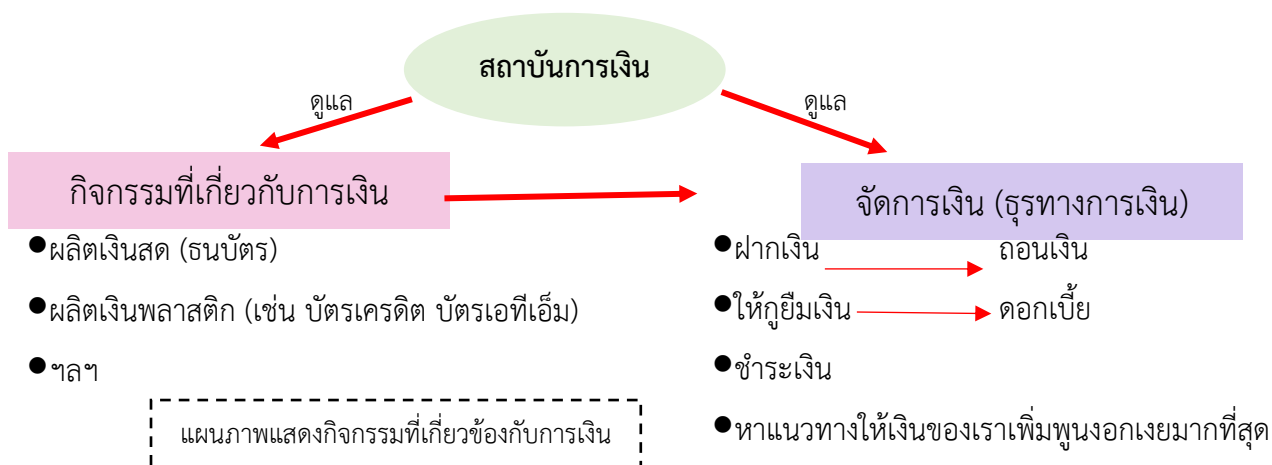 สถาบันการเงิน
ดูแล
ดูแล
กิจกรรมที่เกี่ยวกับการเงิน
จัดการเงิน (ธุรทางการเงิน)
●ผลิตเงินสด (ธนบัตร)
●ผลิตเงินพลาสติก (เช่น บัตรเครดิต บัตรเอทีเอ็ม)
●ฯลฯ
●ฝากเงิน ถอนเงิน
●ให้กูยืมเงิน ดอกเบี้ย
●ชำระเงิน
●หาแนวทางให้เงินของเราเพิ่มพูนงอกเงยมากที่สุด
แผนภาพแสดงกิจกรรมที่เกี่ยวข้องกับการเงิน